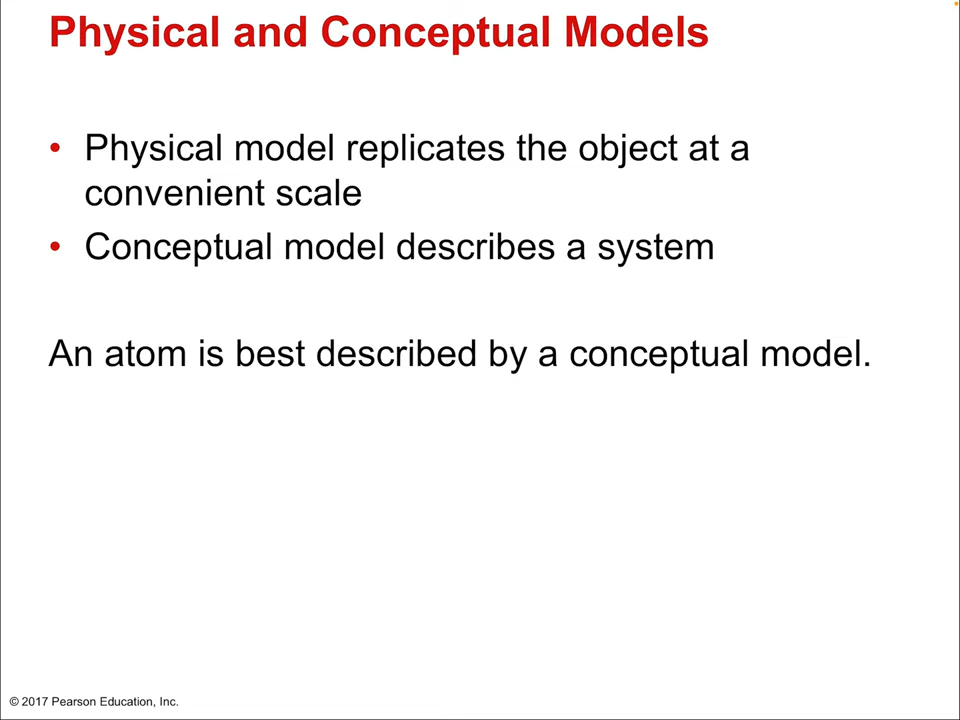 Physical and Conceptual Models
• Physical model replicates the object at a
convenient scale
• Conceptual model describes a system
An atom is best described by a conceptual model.
© 2017 Pearson Education, Inc.